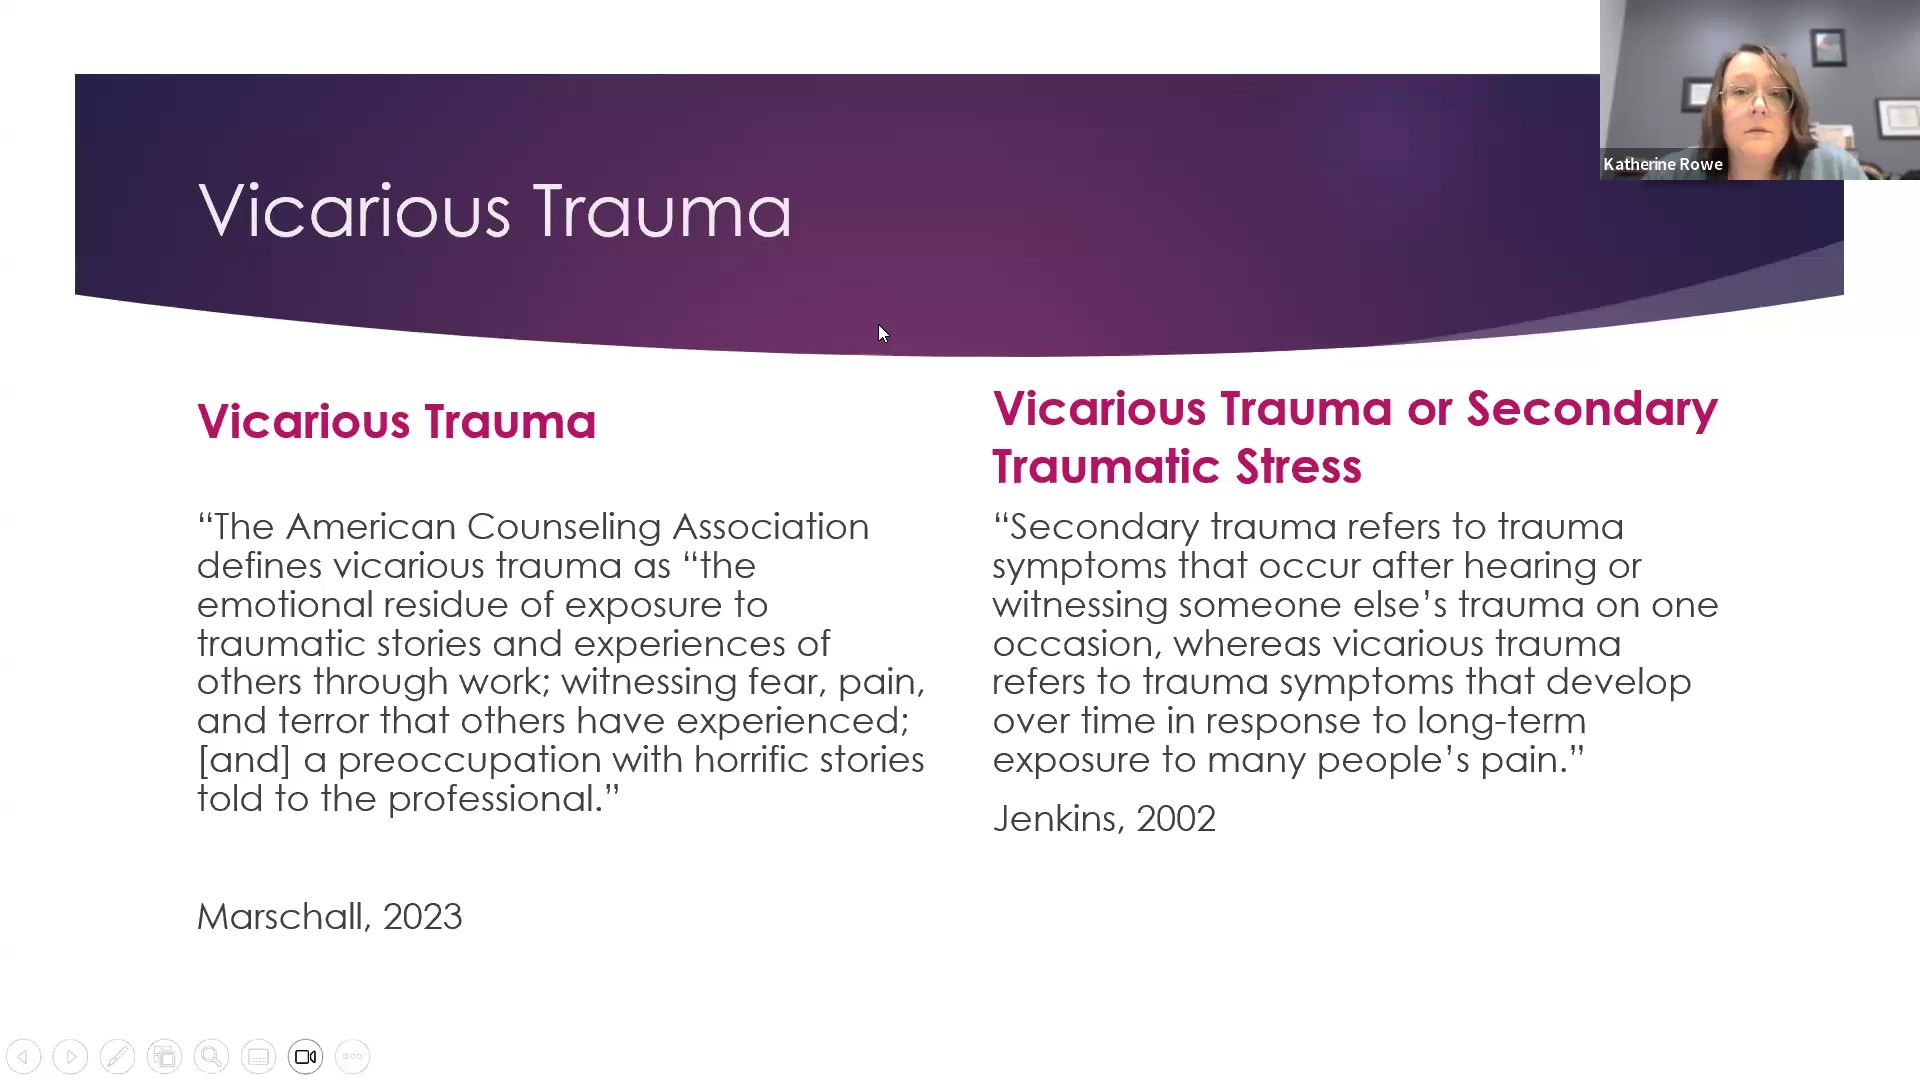 Katherine Rowe
Vicarious Trauma
Vicarious Trauma
“The American Counseling Association
defines vicarious trauma as “the
emotional residue of exposure to
traumatic stories and experiences of
others through work; witnessing fear, pain,
and terror that others have experienced;
[and] a preoccupation with horrific stories
told to the professional.”
Marschall, 2023
Vicarious Trauma or Secondary
Traumatic Stress
“Secondary trauma refers to trauma
symptoms that occur after hearing or
witnessing someone else’s trauma on one
occasion, whereas vicarious trauma
refers to trauma symptoms that develop
over time in response to long-term
exposure to many people’s pain.”
Jenkins, 2002